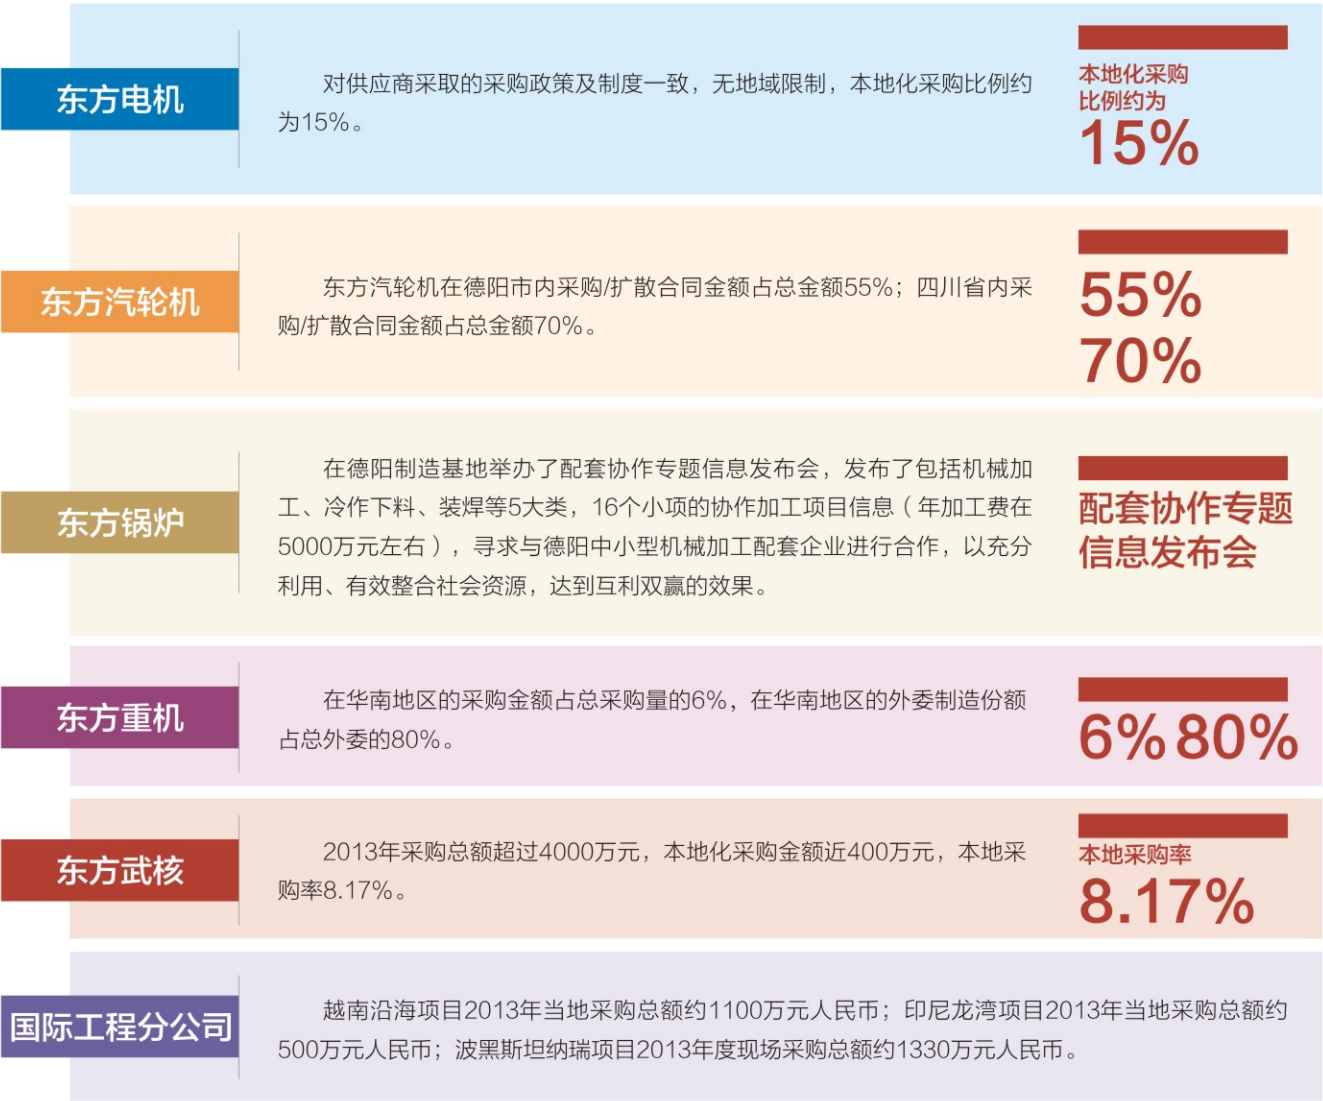 东方电机
对供应商采取的采购政策及制度一致，无地域限制，本地化采购比例约
为15%。
本地化采购
比例约为
15%
东方汽轮机
东方汽轮机在德阳市内采购/扩散合同金额占总金额55%；四川省内采
购/扩散合同金额占总金额70%。
55%
70%
东方锅炉
在德阳制造基地举办了配套协作专题信息发布会，发布了包括机械加
工、冷作下料、装焊等5大类，16个小项的协作加工项目信息（年加工费在
5000万元左右），寻求与德阳中小型机械加工配套企业进行合作，以充分
利用、有效整合社会资源，达到互利双赢的效果。
配套协作专题
信息发布会
东方重机
在华南地区的采购金额占总采购量的6%，在华南地区的外委制造份额
占总外委的80%。
6% 80%
东方武核
2013年采购总额超过4000万元，本地化采购金额近400万元，本地采
购率8.17%。
本地采购率
8.17%
国际工程分公司
越南沿海项目2013年当地采购总额约1100万元人民币；印尼龙湾项目2013年当地采购总额约
500万元人民币；波黑斯坦纳瑞项目2013年度现场采购总额约1330万元人民币。